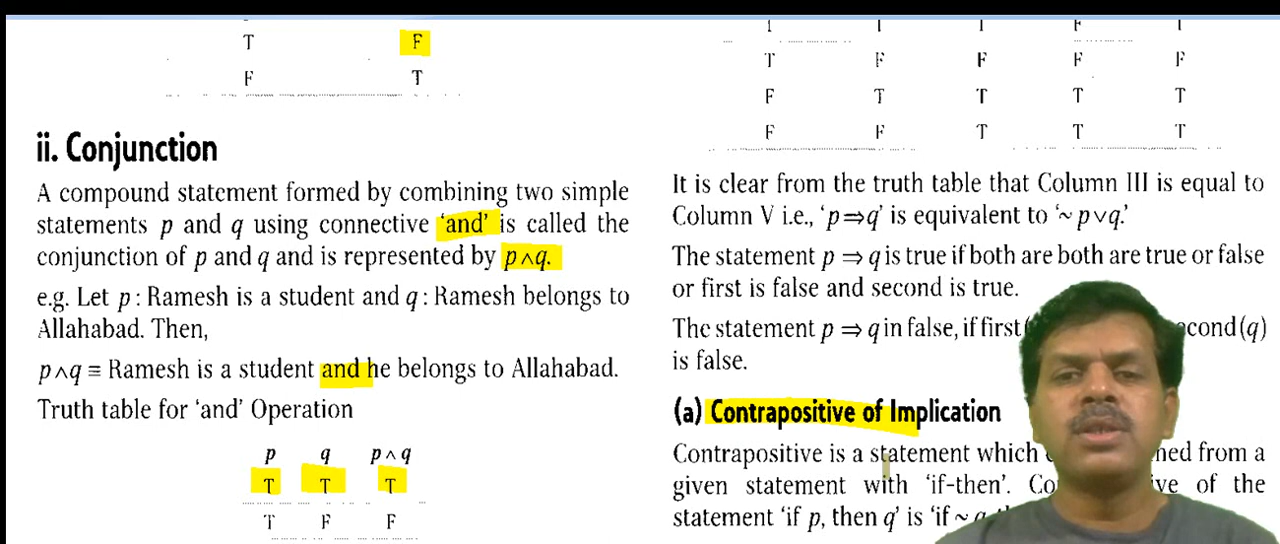 T F
F T
ii. Conjunction
A compound statement formed by combining two simple
statements p and q using connective ‘and’ is called the
conjunction of p and q and is represented by p∧q.
e.g. Let p : Ramesh is a student and q : Ramesh belongs to
Allahabad. Then,
p∧q ≡ Ramesh is a student and he belongs to Allahabad.
Truth table for ‘and’ Operation
p q p∧q
T T T
T F F
T F F F F
F T T T T
F F T T T
It is clear from the truth table that Column III is equal to
Column V i.e., ‘p⇒q’ is equivalent to ‘~p∨q.’
The statement p ⇒ q is true if both are both are true or false
or first is false and second is true.
The statement p ⇒ q in false, if first (q)
is false.
(a) Contrapositive of Implication
Contrapositive is a statement which from a
given statement with ‘if-then’. of the
statement ‘if p, then q’ is ‘if ~